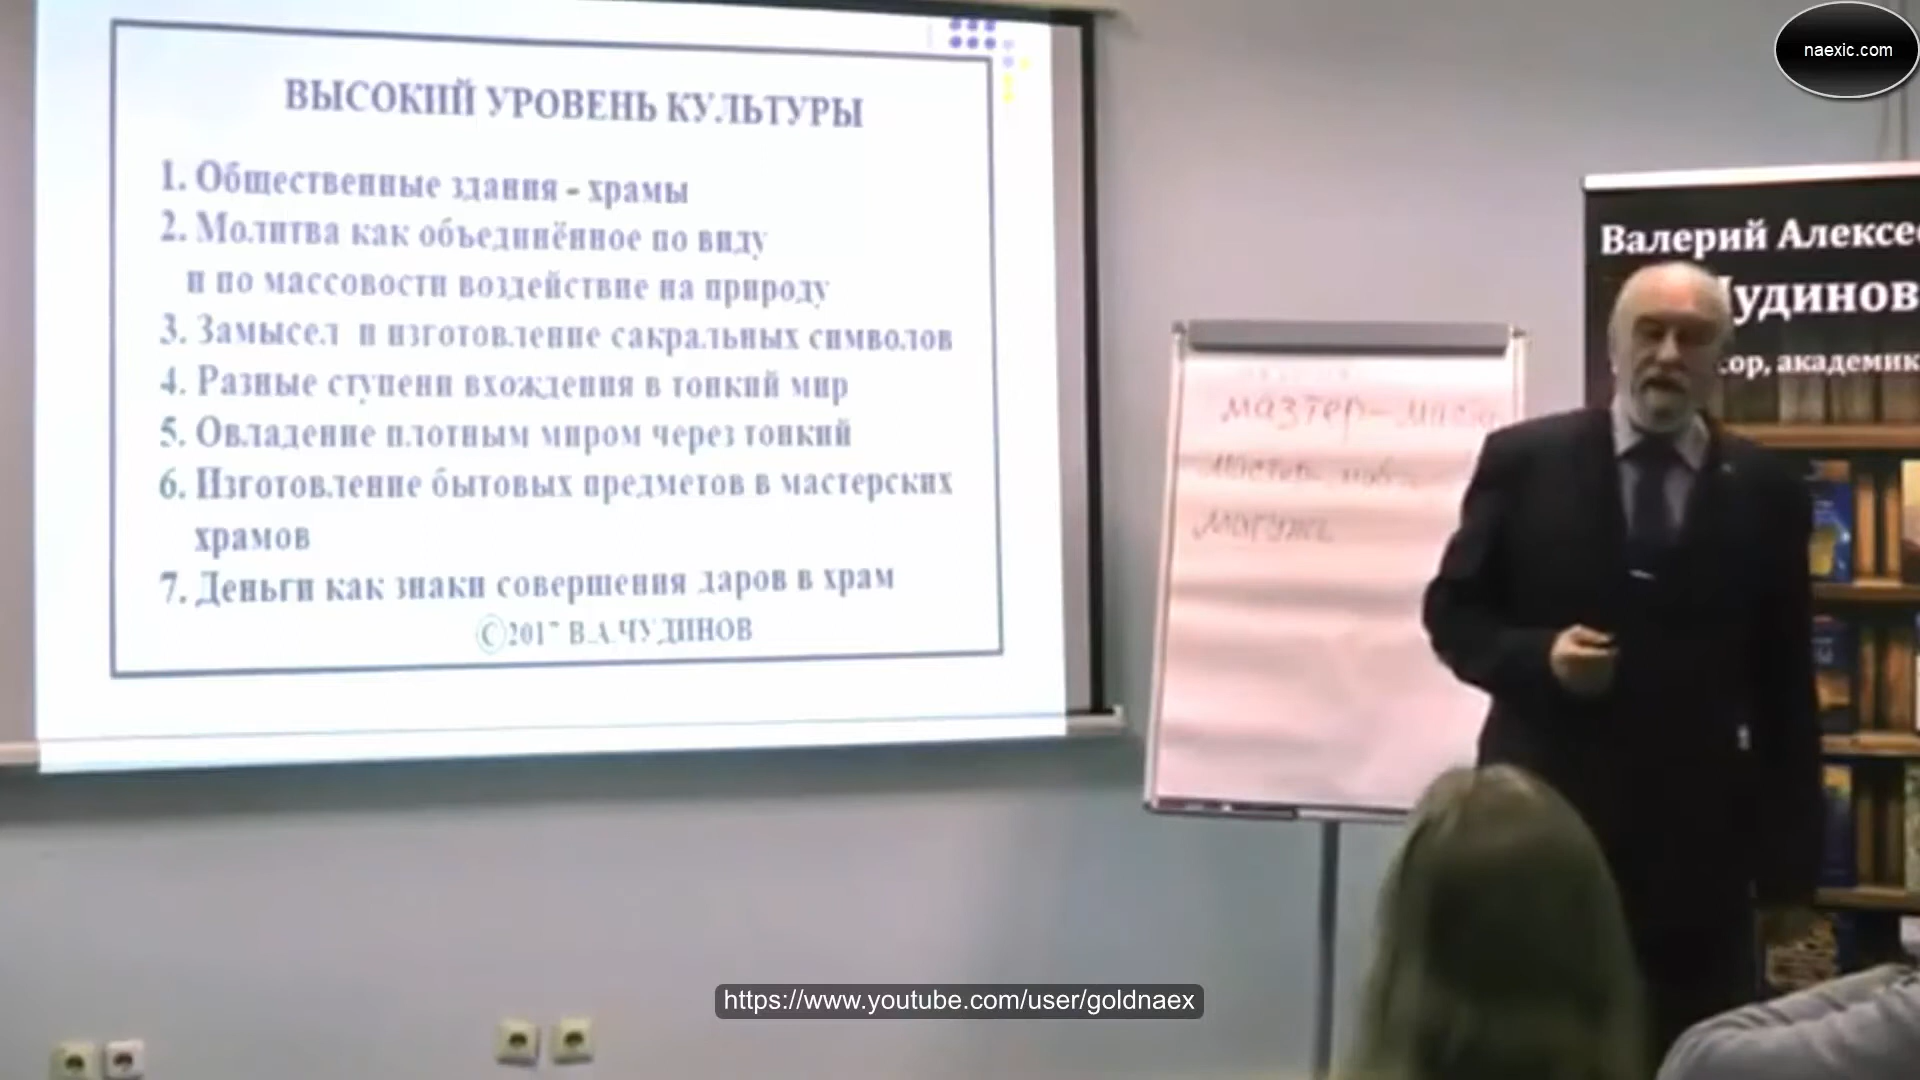 ВЫСОКИЙ УРОВЕНЬ КУЛЬТУРЫ
1. Общественные здания - храмы
2. Молитва как объединённое по виду
и по массовости воздействие на природу
3. Замысел и изготовление сакральных символов
4. Разные ступени вхождения в тонкий мир
5. Овладение плотным миром через тонкий
6. Изготовление бытовых предметов в мастерских
храмов
7. Деньги как знаки совершения даров в храм
©2017 В.А.ЧУДИНОВ
мазтер-
Валерий Алексе
удинов
ор, академик
naexic.com
https://www.youtube.com/user/goldnaex